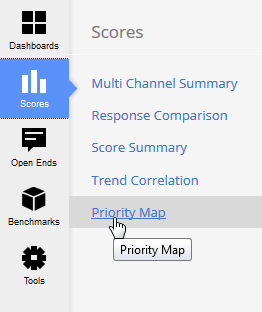 Dashboards
Scores
Open Ends
Benchmarks
Tools
Scores
Multi Channel Summary
Response Comparison
Score Summary
Trend Correlation
Priority Map
Priority Map